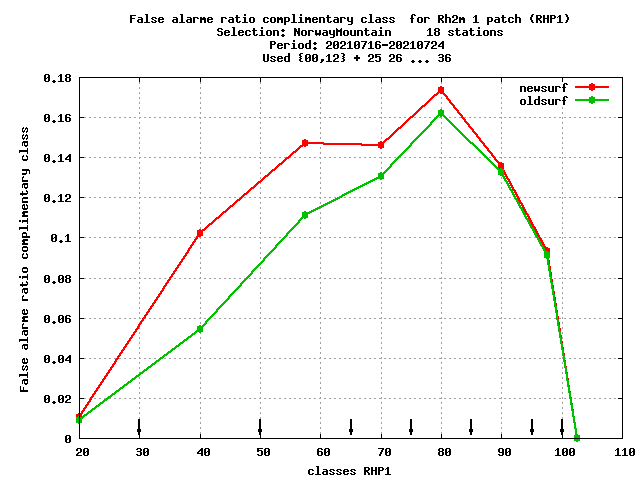 False alarme ratio complimentary class  for Rh2m 1 patch (RHP1)
Selection: NorwayMountain     18 stations
Period: 20210716-20210724
Used {00,12} + 25 26 ... 36
newsurf
oldsurf
False alarme ratio complimentary class
0.18
0.16
0.14
0.12
0.1
0.08
0.06
0.04
0.02
0
20 30 40 50 60 70 80 90 100 110
classes RHP1